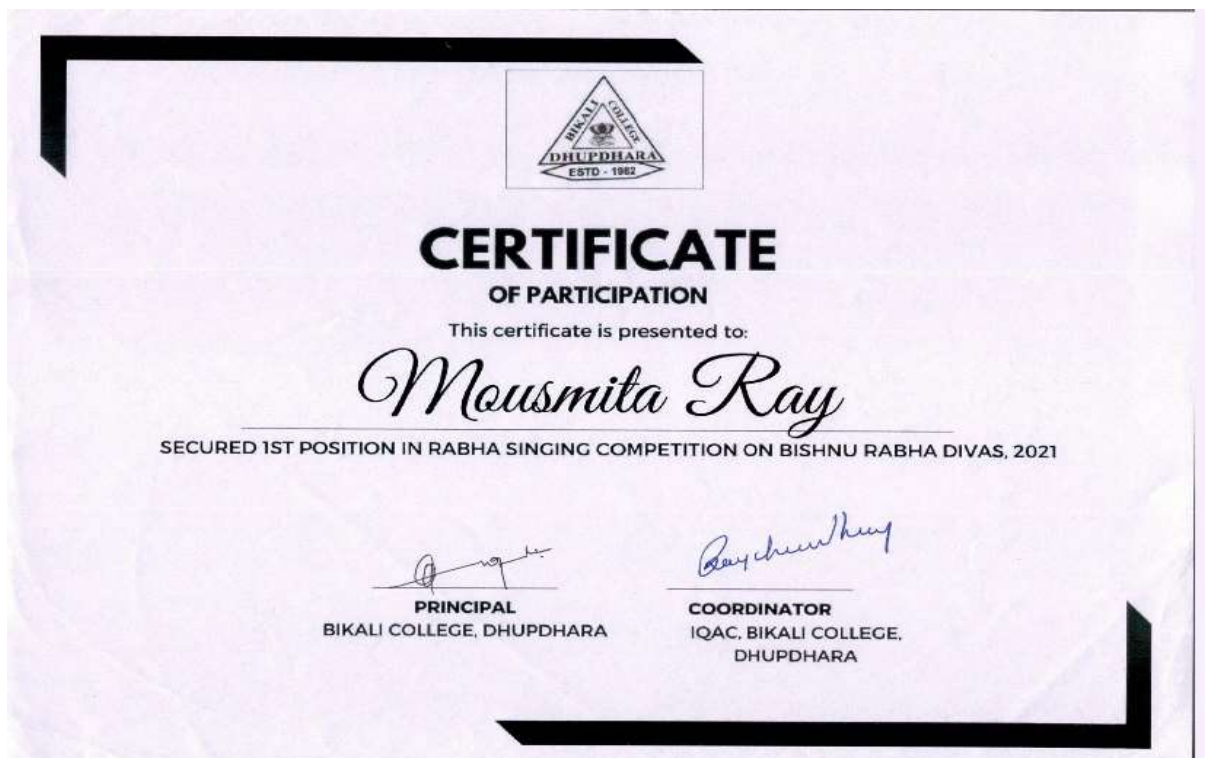 BIKALI COLLEGE
DHUPDHARA
ESTD - 1982
CERTIFICATE
OF PARTICIPATION
This certificate is presented to:
Mousmita Ray
SECURED 1ST POSITION IN RABHA SINGING COMPETITION ON BISHNU RABHA DIVAS, 2021
PRINCIPAL
BIKALI COLLEGE, DHUPDHARA
COORDINATOR
IQAC, BIKALI COLLEGE,
DHUPDHARA